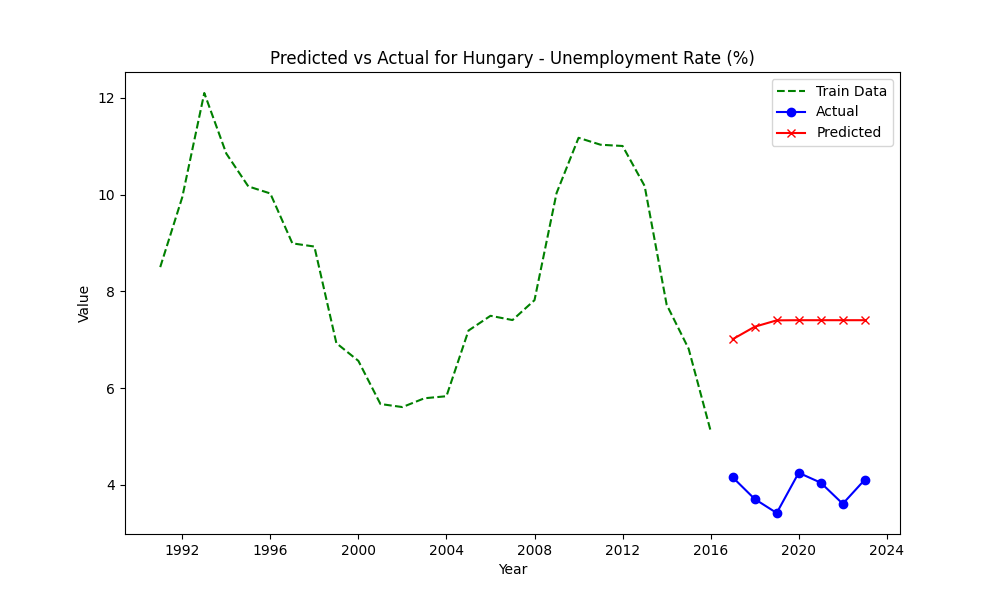 Predicted vs Actual for Hungary - Unemployment Rate (%)
Train Data
Actual
Predicted
12
10
8
6
4
Value
1992
1996
2000
2004
2008
2012
2016
2020
2024
Year